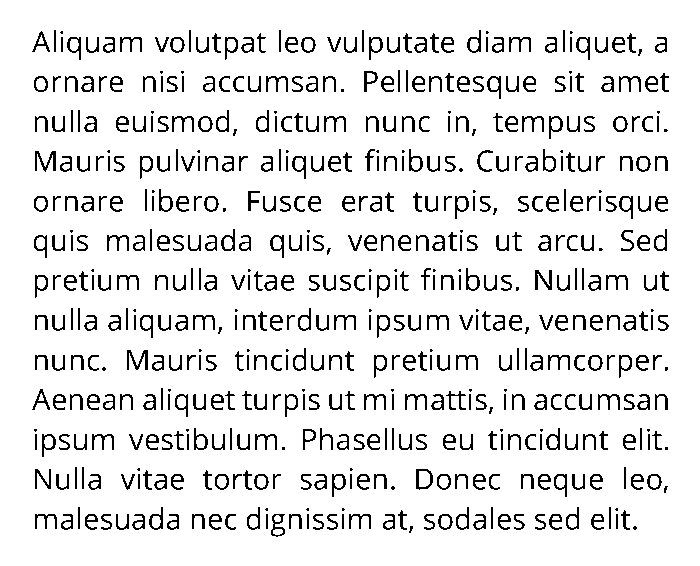 Aliquam volutpat leo vulputate diam aliquet, a
ornare nisi accumsan. Pellentesque sit amet
nulla euismod, dictum nunc in, tempus orci.
Mauris pulvinar aliquet finibus. Curabitur non
ornare libero. Fusce erat turpis, scelerisque
quis malesuada quis, venenatis ut arcu. Sed
pretium nulla vitae suscipit finibus. Nullam ut
nulla aliquam, interdum ipsum vitae, venenatis
nunc. Mauris tincidunt pretium ullamcorper.
Aenean aliquet turpis ut mi mattis, in accumsan
ipsum vestibulum. Phasellus eu tincidunt elit.
Nulla vitae tortor sapien. Donec neque leo,
malesuada nec dignissim at, sodales sed elit.